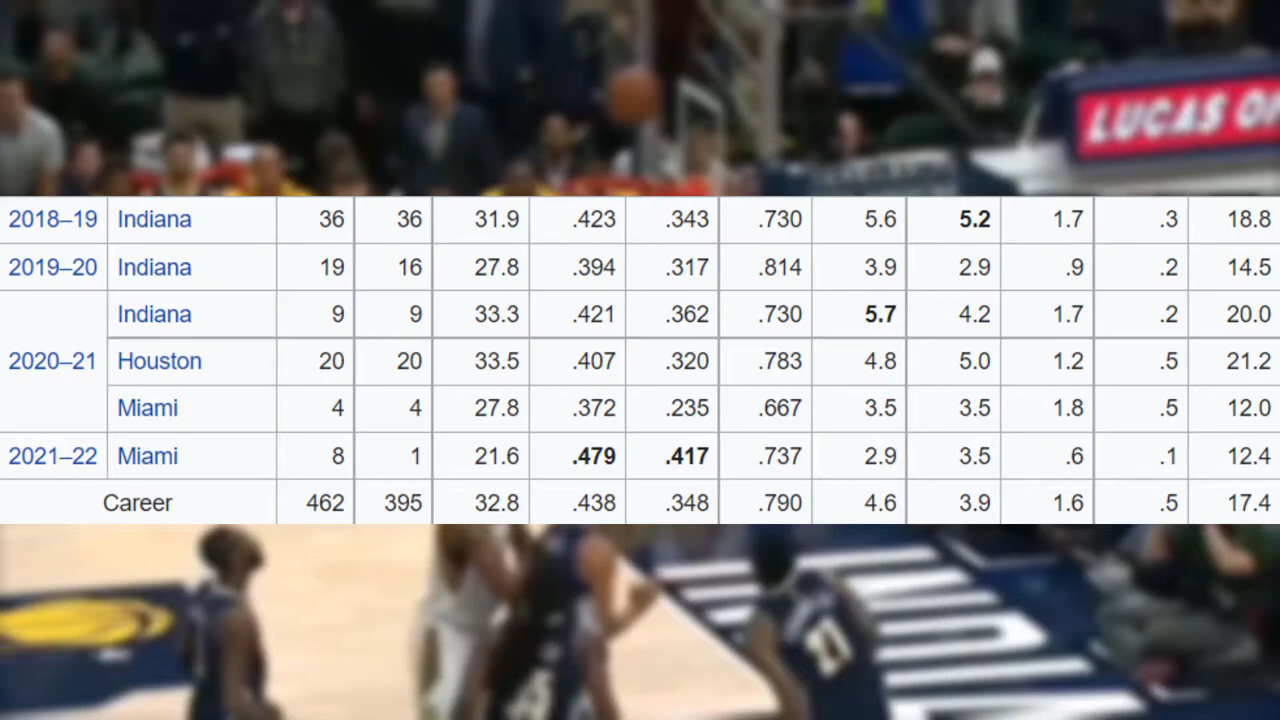 LUCAS O
2018–19 Indiana 36 36 31.9 .423 .343 .730 5.6 5.2 1.7 .3 18.8
2019–20 Indiana 19 16 27.8 .394 .317 .814 3.9 2.9 .9 .2 14.5
2020–21 Indiana 9 9 33.3 .421 .362 .730 5.7 4.2 1.7 .2 20.0
Houston 20 20 33.5 .407 .320 .783 4.8 5.0 1.2 .5 21.2
Miami 4 4 27.8 .372 .235 .667 3.5 3.5 1.8 .5 12.0
2021–22 Miami 8 1 21.6 .479 .417 .737 2.9 3.5 .6 .1 12.4
Career 462 395 32.8 .438 .348 .790 4.6 3.9 1.6 .5 17.4